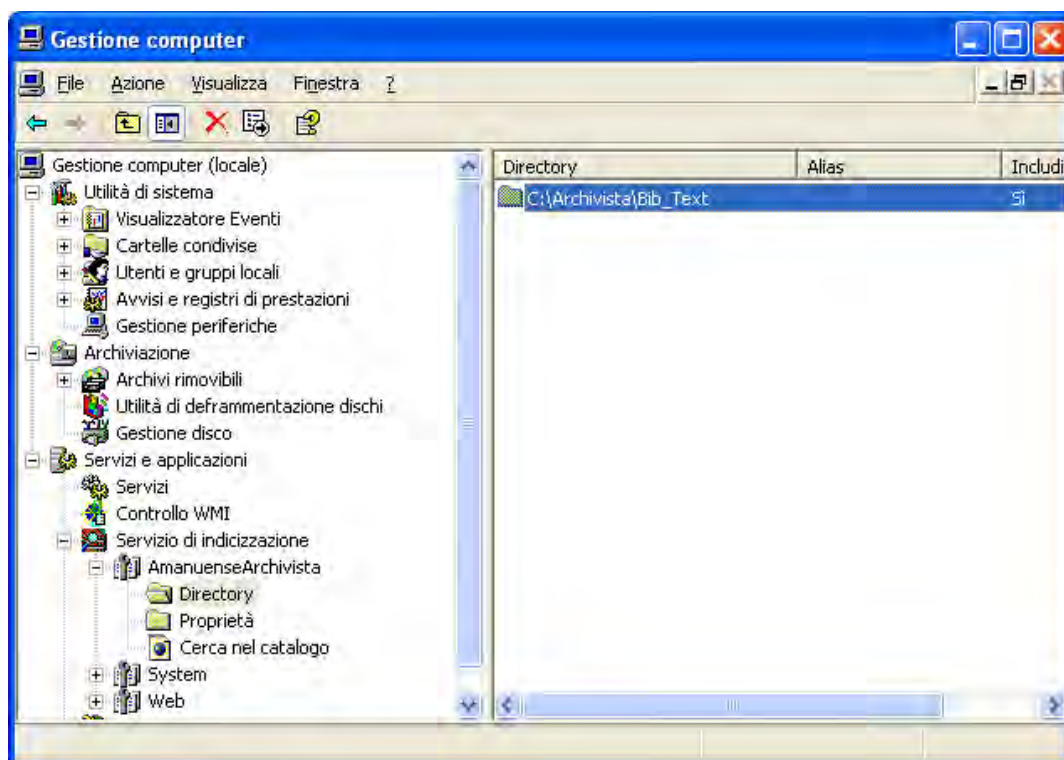 Gestione computer
File Azione Visualizza Finestra ?
Gestione computer (locale)
Utilità di sistema
Visualizzatore Eventi
Cartelle condivise
Utenti e gruppi locali
Avvisi e registri di prestazioni
Gestione periferiche
Archiviazione
Archivi rimovibili
Utilità di deframmentazione dischi
Gestione disco
Servizi e applicazioni
Servizi
Controllo WMI
Servizio di indicizzazione
AmanuenseArchivista
Directory
Proprietà
Cerca nel catalogo
System
Web
Directory Alias Includi
C:\Archivista\Bib_Text Sì